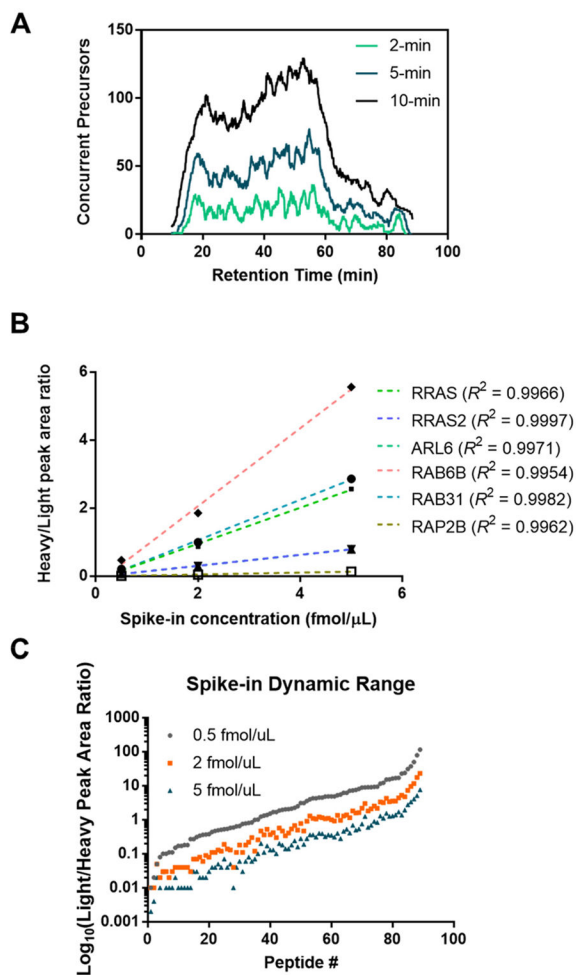 A
150
100
50
0
Concurrent Precursors
2-min
5-min
10-min
0 20 40 60 80 100
Retention Time (min)
B
6
4
2
0
Heavy/Light peak area ratio
RRAS (R² = 0.9966)
RRAS2 (R² = 0.9997)
ARL6 (R² = 0.9971)
RAB6B (R² = 0.9954)
RAB31 (R² = 0.9982)
RAP2B (R² = 0.9962)
0 2 4 6
Spike-in concentration (fmol/μL)
C
Spike-in Dynamic Range
Log₁₀(Light/Heavy Peak Area Ratio)
1000
100
10
1
0.1
0.01
0.001
0.5 fmol/uL
2 fmol/uL
5 fmol/uL
0 20 40 60 80 100
Peptide #